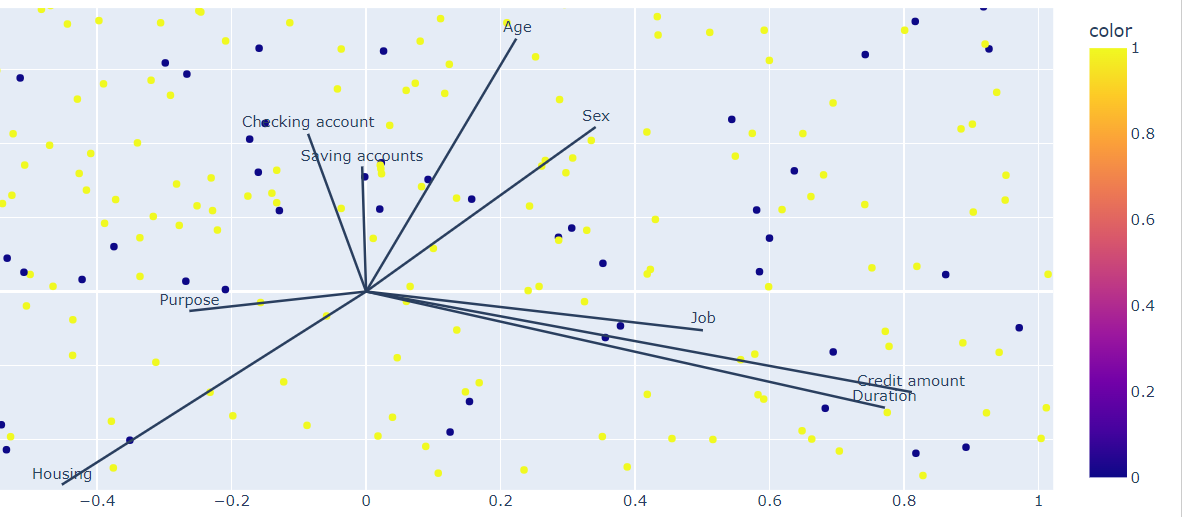 Age
color
1
Sex
Checking account
0.8
Saving accounts
0.6
Purpose
Job
0.4
Credit amount
Duration
0.2
Housing
0
−0.4
−0.2
0
0.2
0.4
0.6
0.8
1